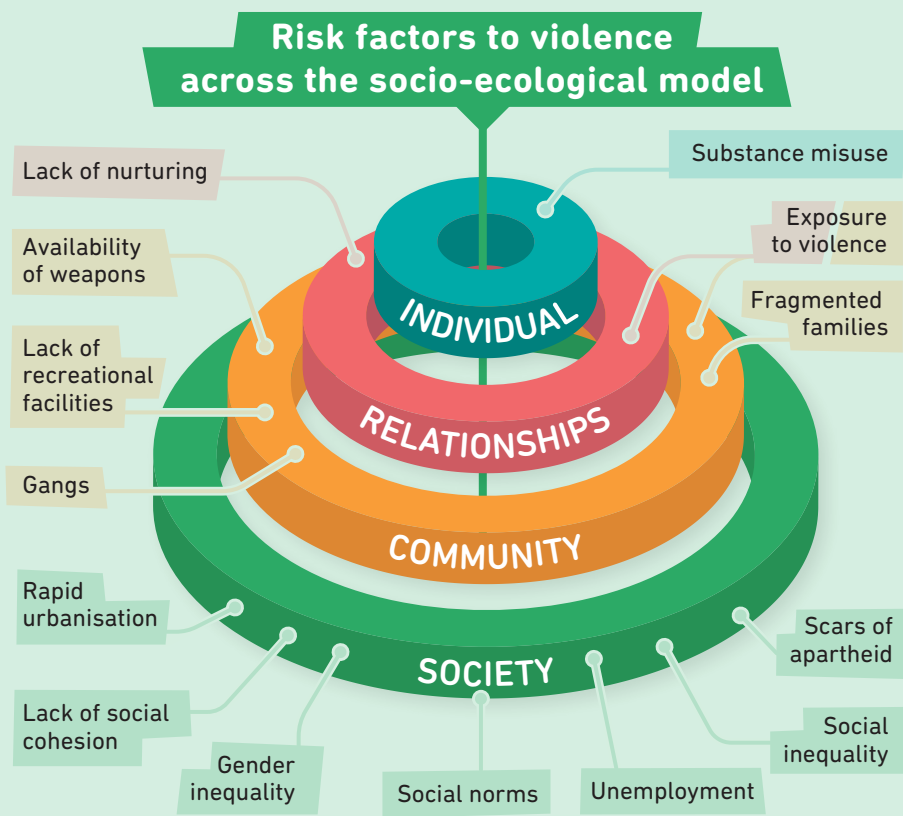 Risk factors to violence
across the socio-ecological model
Lack of nurturing
Substance misuse
Availability
of weapons
Exposure
to violence
Lack of
recreational
facilities
Fragmented
families
Gangs
INDIVIDUAL
RELATIONSHIPS
COMMUNITY
SOCIETY
Rapid
urbanisation
Lack of social
cohesion
Gender
inequality
Social norms
Unemployment
Social
inequality
Scars of
apartheid